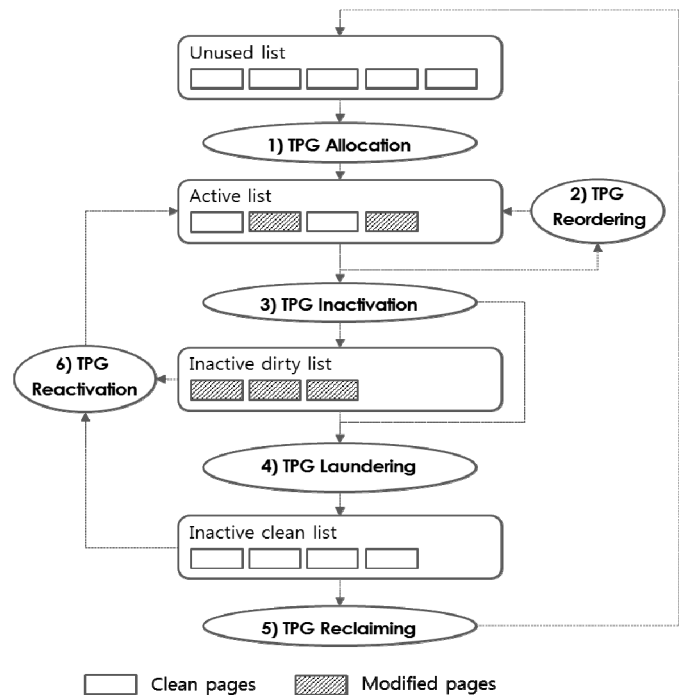 Unused list
1) TPG Allocation
Active list
2) TPG
Reordering
3) TPG Inactivation
6) TPG
Reactivation
Inactive dirty list
4) TPG Laundering
Inactive clean list
5) TPG Reclaiming
Clean pages
Modified pages